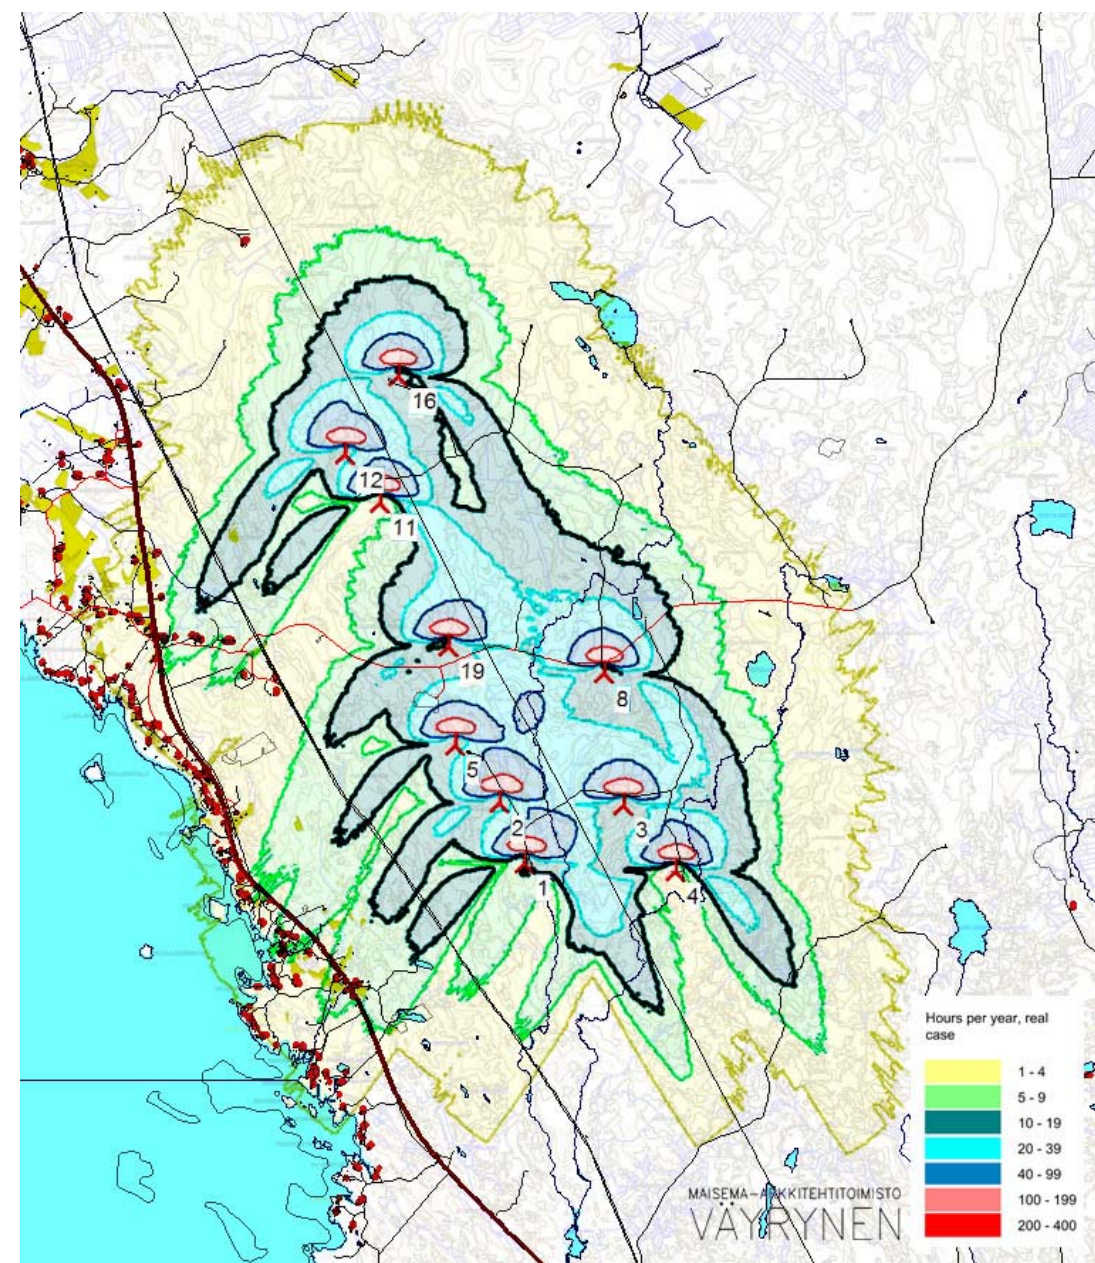 16
12
11
19
8
5
2
3
1
4
Hours per year, real
case
1 - 4
5 - 9
10 - 19
20 - 39
40 - 99
100 - 199
200 - 400
MAISEMA-ARKKITEHTITOIMISTO
VÄYRYNEN